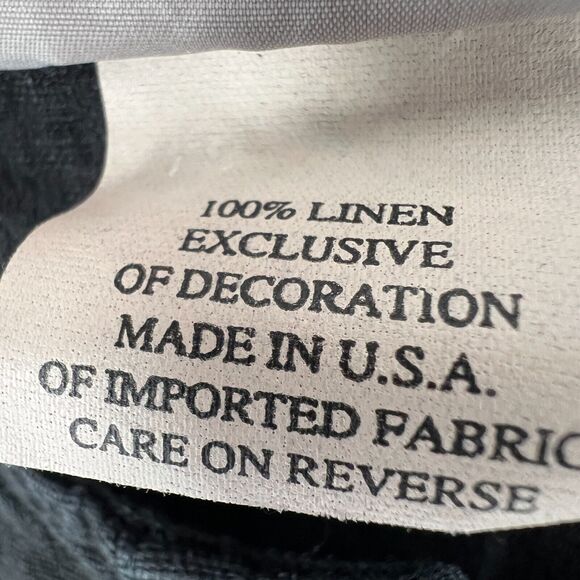 100% LINEN
EXCLUSIVE
OF DECORATION
MADE IN U.S.A.
OF IMPORTED FABRIC
CARE ON REVERSE